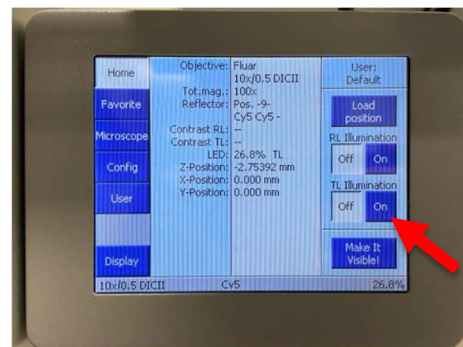 Home
Favorite
Microscope
Config
User
Display
Objective: Fluar
10x/0.5 DICII
Tot.mag.: 100x
Reflector: Pos. -9-
Cy5 Cy5 -
Contrast RL: --
Contrast TL: --
LED: 26.8% TL
Z-Position: -2.75392 mm
X-Position: 0.000 mm
Y-Position: 0.000 mm
User:
Default
Load
position
RL Illumination
Off On
TL Illumination
Off On
Make It
Visible!
10x/0.5 DICII Cy5 26.8%